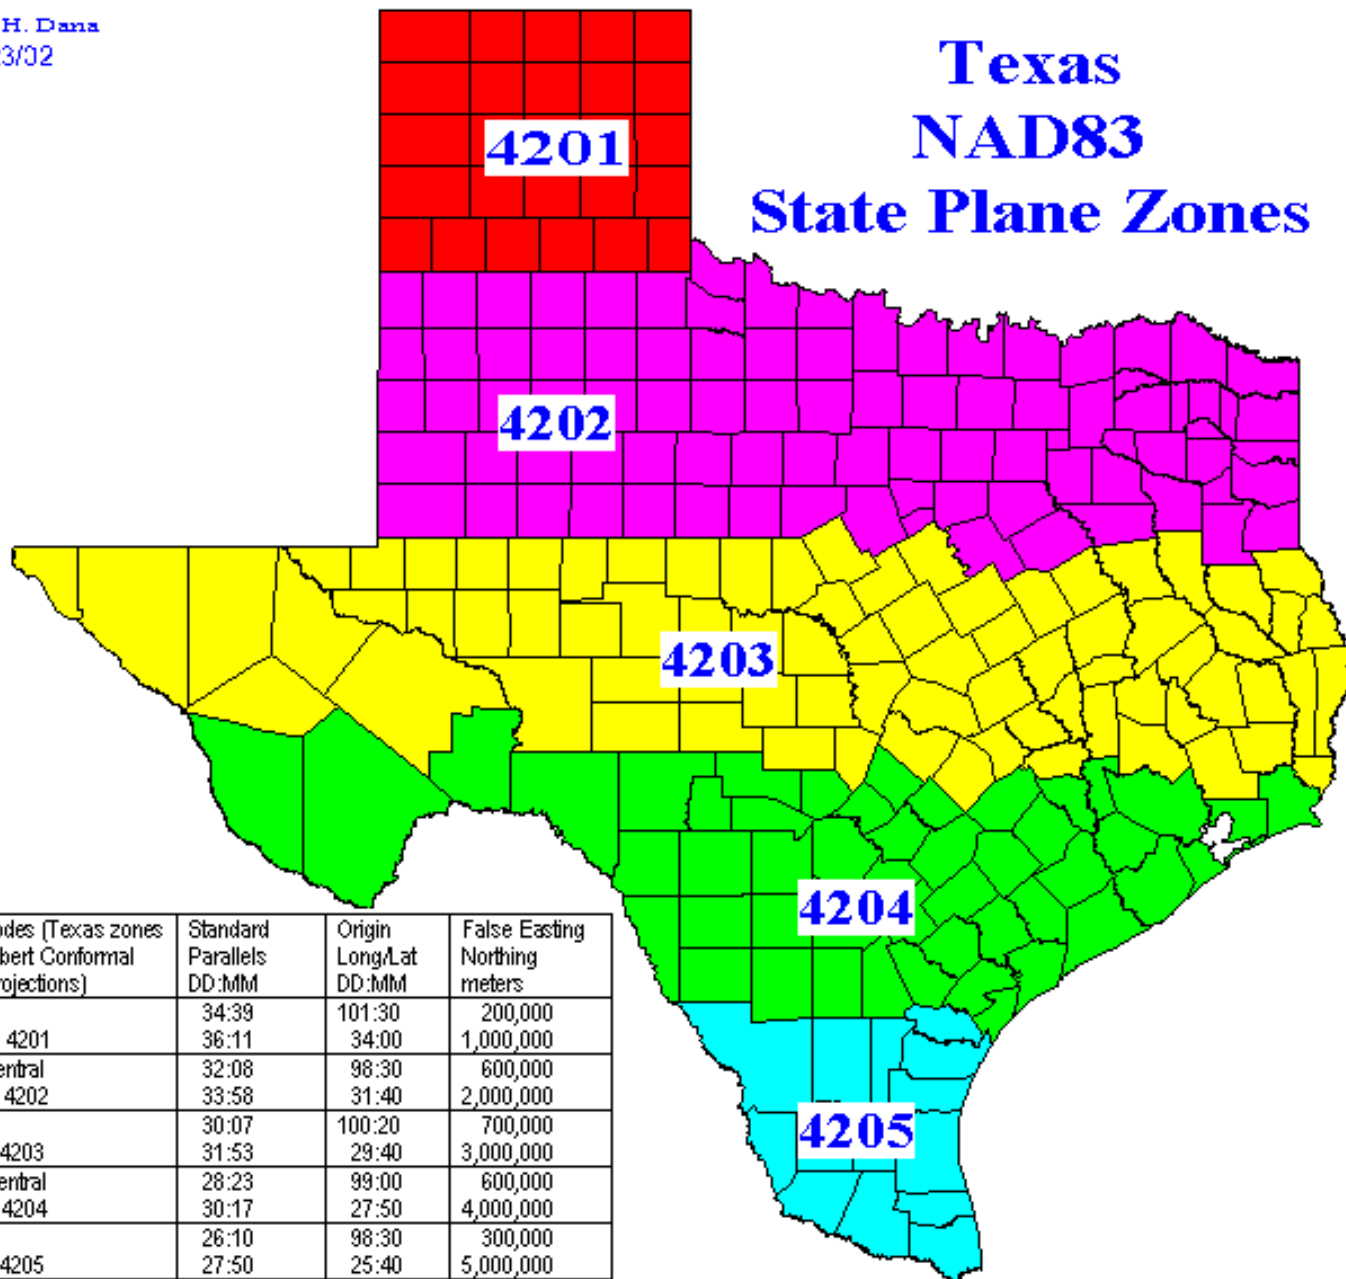 H. Dana
3/02
Texas
NAD83
State Plane Zones
4201
4202
4203
4204
4205
odes (Texas zones Standard Origin False Easting
bert Conformal Parallels Long/Lat Northing
rojections) DD:MM DD:MM meters
34:39 101:30 200,000
4201 36:11 34:00 1,000,000
entral 32:08 98:30 600,000
4202 33:58 31:40 2,000,000
30:07 100:20 700,000
4203 31:53 29:40 3,000,000
entral 28:23 99:00 600,000
4204 30:17 27:50 4,000,000
26:10 98:30 300,000
4205 27:50 25:40 5,000,000